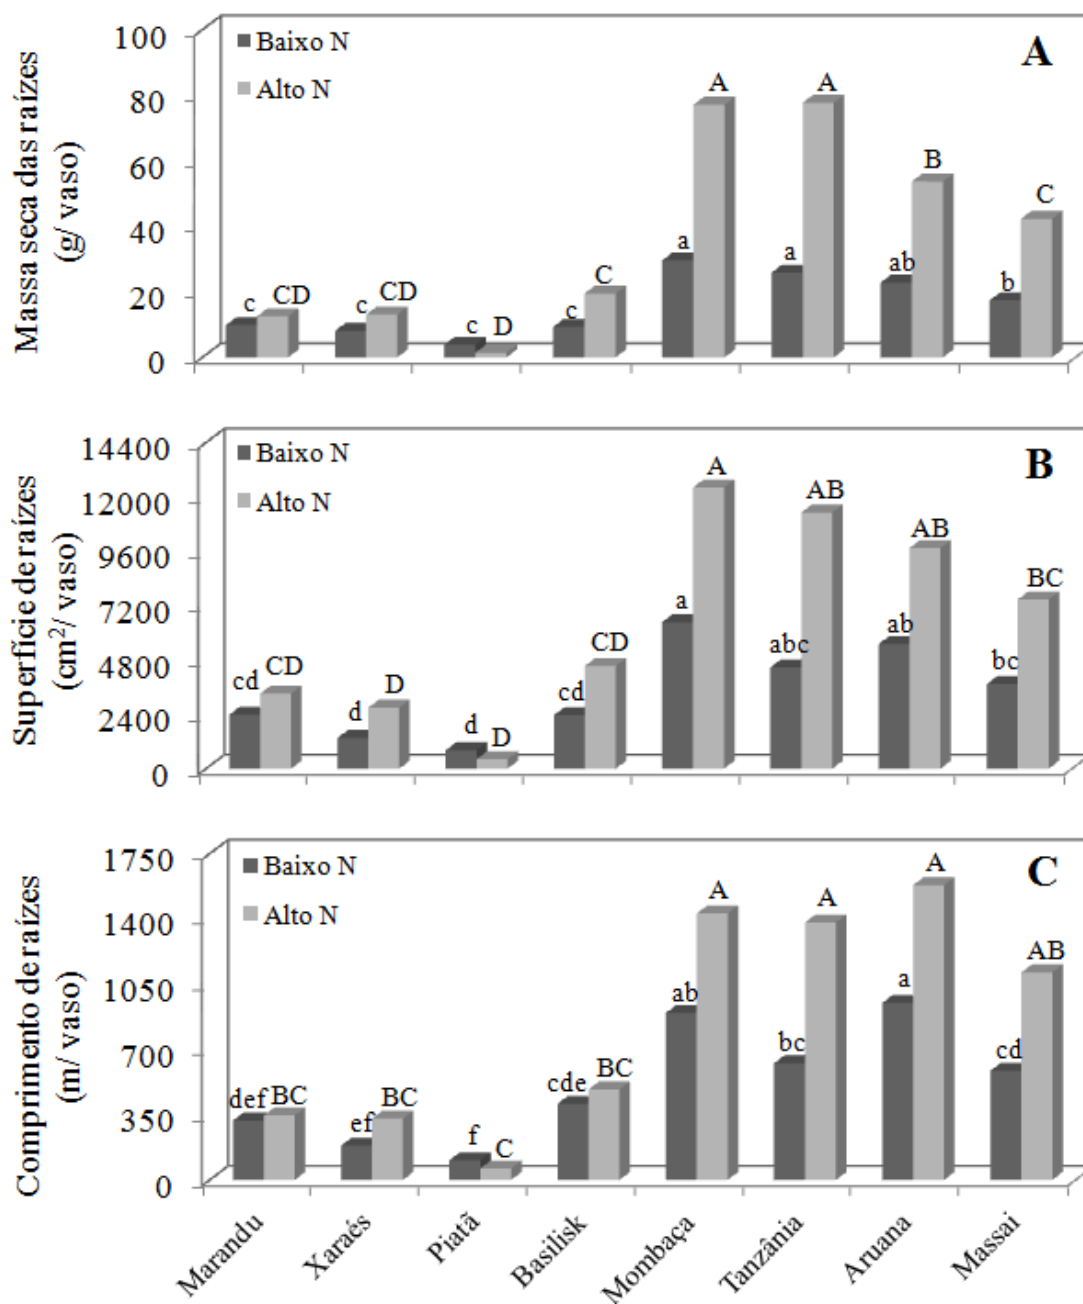 Massa seca das raízes
(g/ vaso)
100
80
60
40
20
0
Baixo N
Alto N
A
c CD
c CD
c D
c C
a A
a A
ab B
b C
Superfície de raízes
(cm²/ vaso)
14400
12000
9600
7200
4800
2400
0
Baixo N
Alto N
B
cd CD
d D
d D
cd CD
a A
abc AB
ab AB
bc BC
Comprimento de raízes
(m/ vaso)
1750
1400
1050
700
350
0
Baixo N
Alto N
C
def BC
ef BC
f C
cde BC
ab A
bc A
a A
cd AB
Marandu
Xaraés
Piatã
Basilisk
Mombaça
Tanzânia
Aruana
Massai